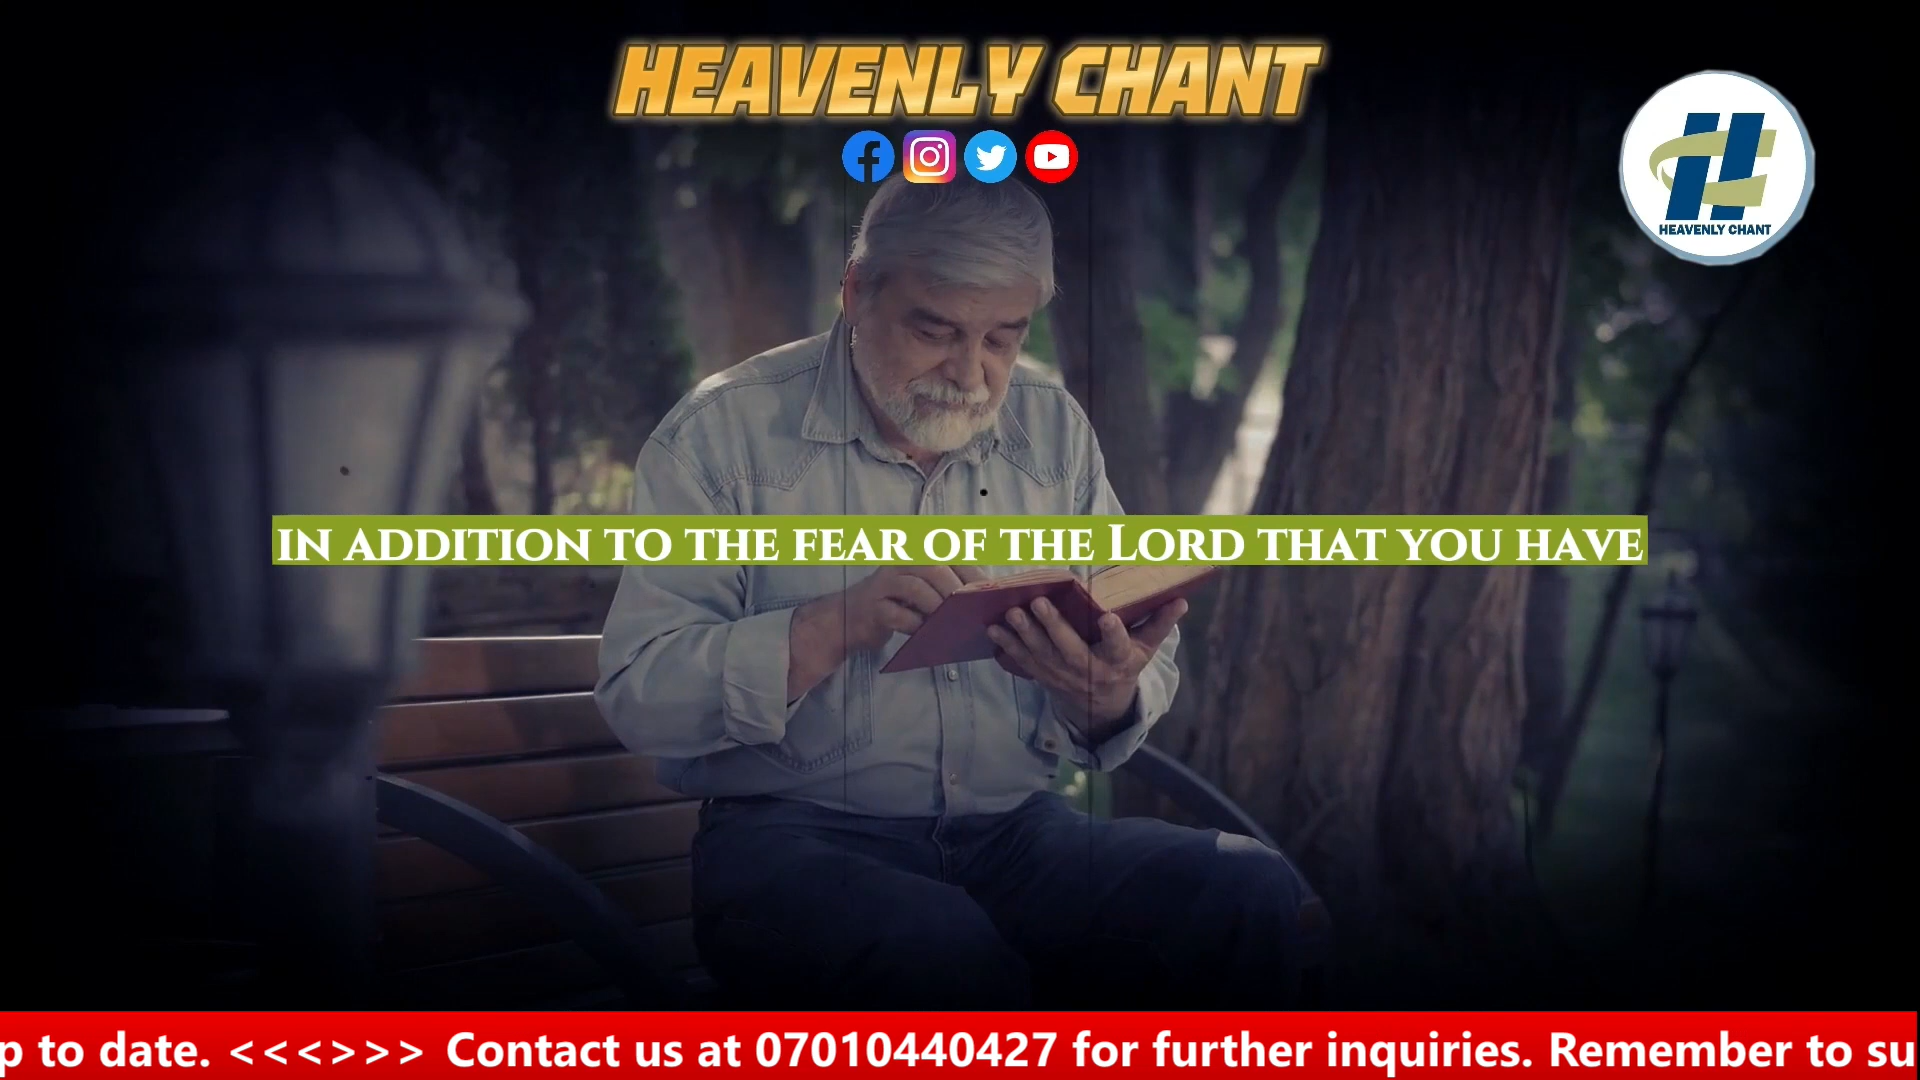 HEAVENLY CHANT
HEAVENLY CHANT
IN ADDITION TO THE FEAR OF THE LORD THAT YOU HAVE
p to date. <<<>>> Contact us at 07010440427 for further inquiries. Remember to su